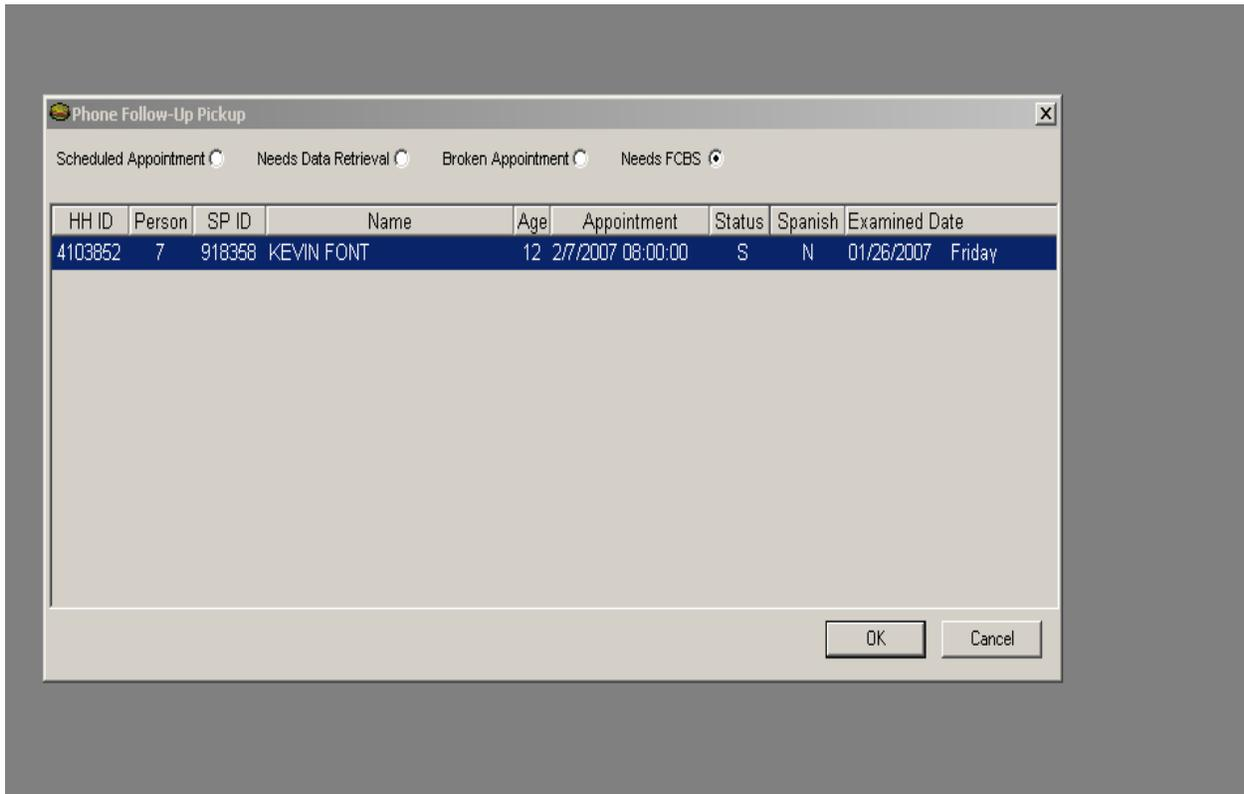 Phone Follow-Up Pickup
Scheduled Appointment Needs Data Retrieval Broken Appointment Needs FCBS
HH ID Person SP ID Name Age Appointment Status Spanish Examined Date
4103852 7 918358 KEVIN FONT 12 2/7/2007 08:00:00 S N 01/26/2007 Friday
OK Cancel